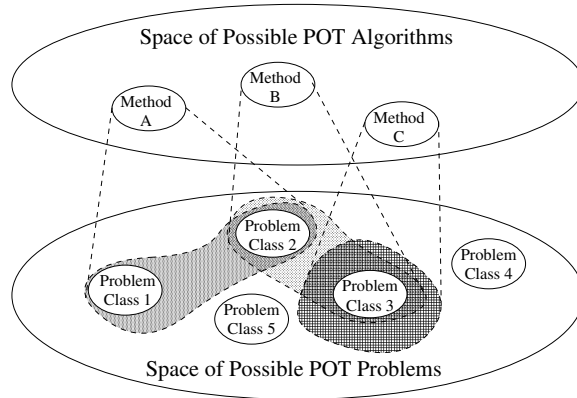 Space of Possible POT Algorithms
Method
A
Method
B
Method
C
Problem
Class 2
Problem
Class 4
Problem
Class 1
Problem
Class 3
Problem
Class 5
Space of Possible POT Problems